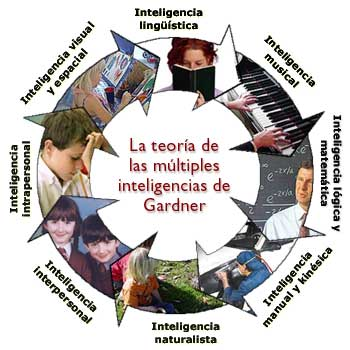 Inteligencia
lingüística
Inteligencia
musical
Inteligencia lógica y
matemática
Inteligencia
manual y kinésica
Inteligencia
naturalista
Inteligencia
interpersonal
Inteligencia
intrapersonal
Inteligencia visual
y espacial
La teoría de
las múltiples
inteligencias de
Gardner